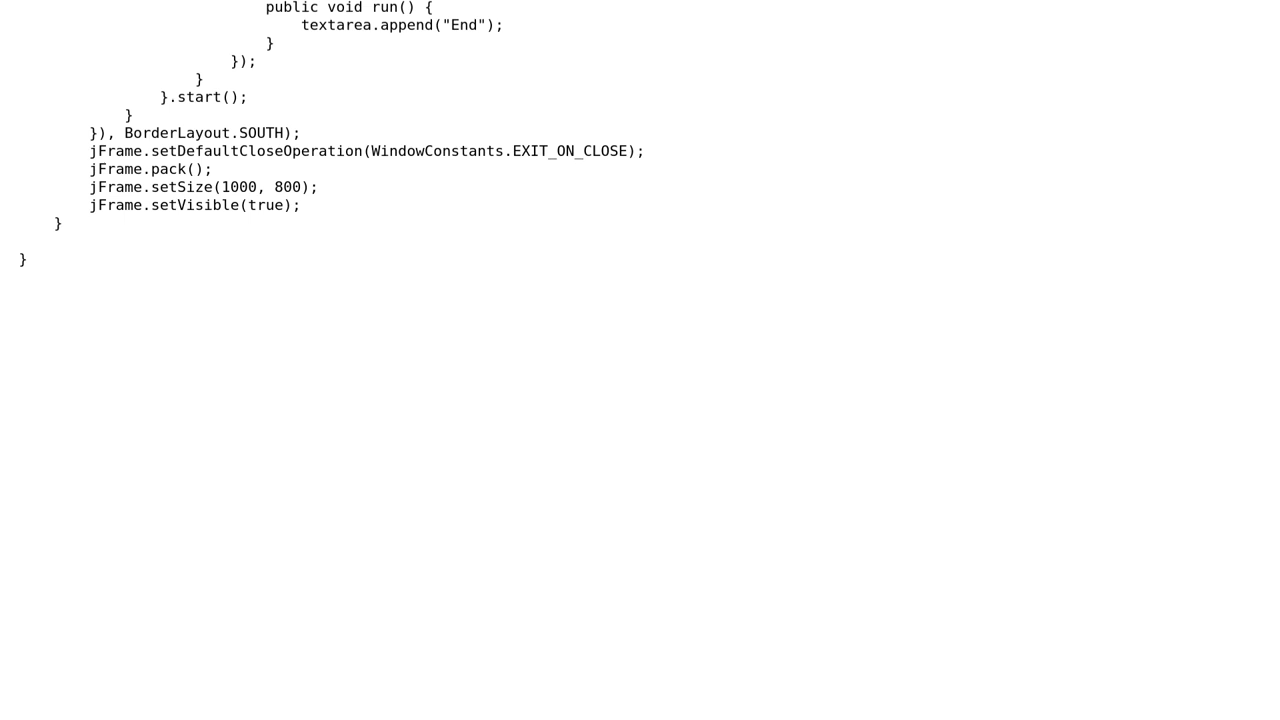 public void run() {
                                textarea.append("End");
                            }
                        });
                    }
                }.start();
            }
        }), BorderLayout.SOUTH);
        jFrame.setDefaultCloseOperation(WindowConstants.EXIT_ON_CLOSE);
        jFrame.pack();
        jFrame.setSize(1000, 800);
        jFrame.setVisible(true);
    }

}